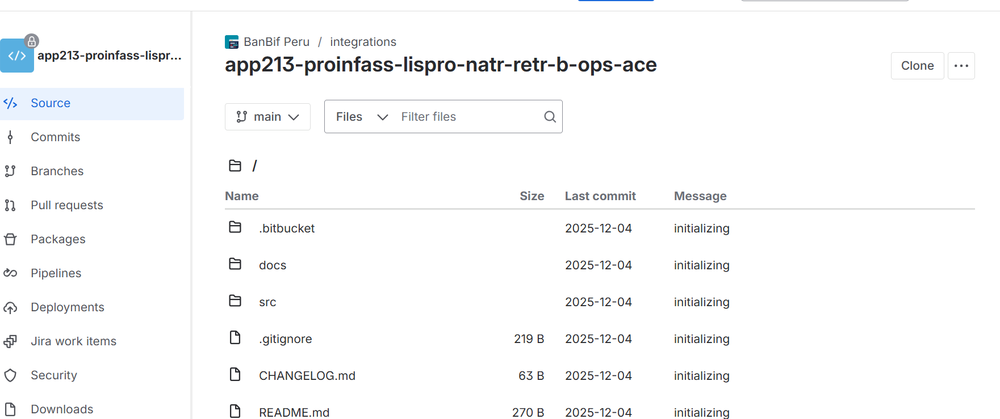 BanBif Peru / integrations
app213-proinfass-lispr...
app213-proinfass-lispro-natr-retr-b-ops-ace
Clone
Source
Commits
Branches
Pull requests
Packages
Pipelines
Deployments
Jira work items
Security
Downloads
main
Files
Filter files
/
Name Size Last commit Message
.bitbucket 2025-12-04 initializing
docs 2025-12-04 initializing
src 2025-12-04 initializing
.gitignore 219 B 2025-12-04 initializing
CHANGELOG.md 63 B 2025-12-04 initializing
README.md 270 B 2025-12-04 initializing